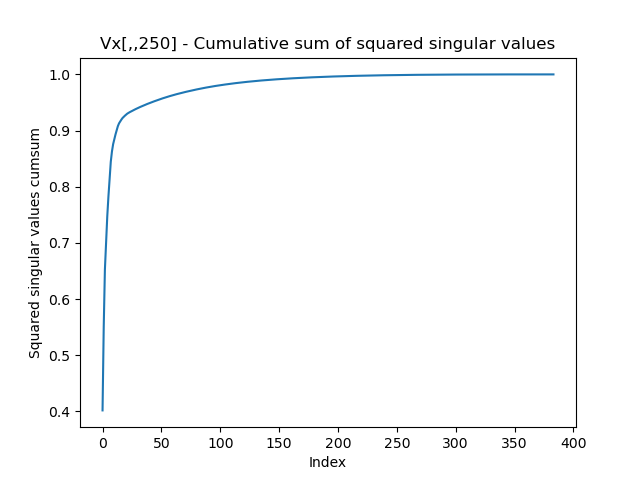 Vx[,,250] - Cumulative sum of squared singular values
1.0
0.9
0.8
0.7
0.6
0.5
0.4
Squared singular values cumsum
0 50 100 150 200 250 300 350 400
Index